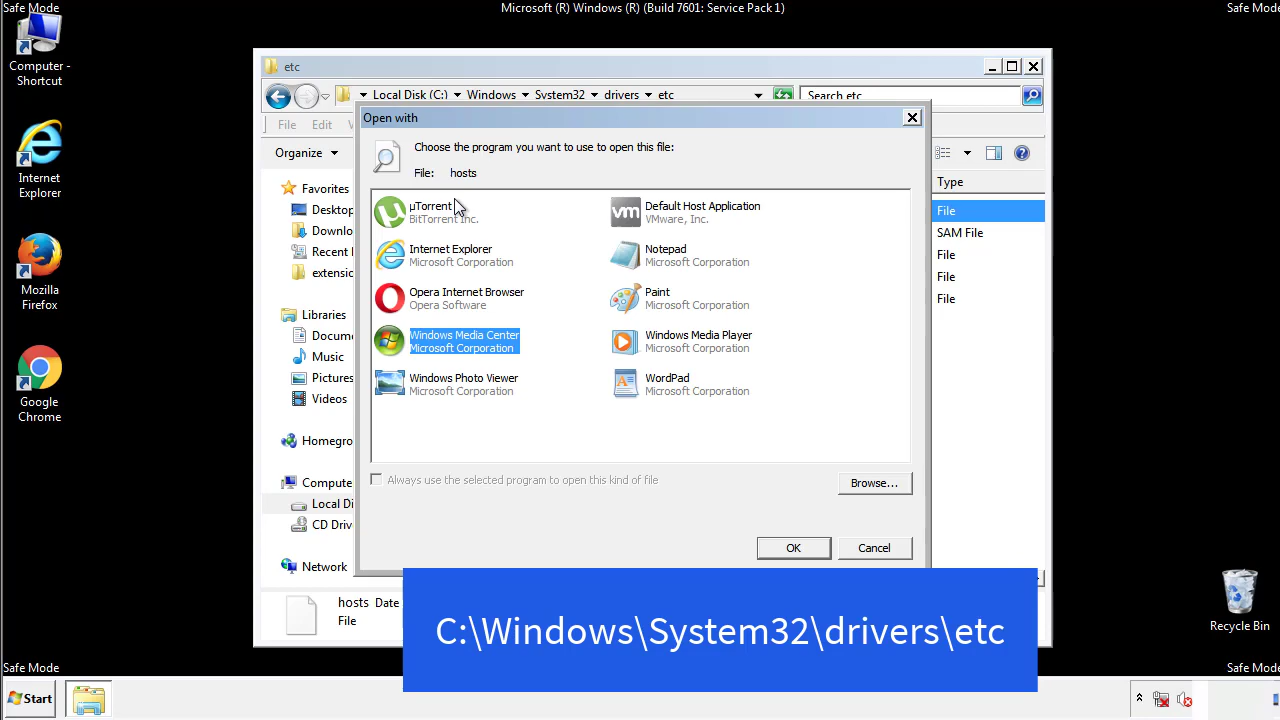 Safe Mode
Microsoft (R) Windows (R) (Build 7601: Service Pack 1)
Safe Mode
Computer -
Shortcut
Internet
Explorer
Mozilla
Firefox
Google
Chrome
etc
Local Disk (C:) Windows System32 drivers etc
Search etc
File Edit
Organize
Type
Favorites
Desktop
Downlo
Recent
extensio
Libraries
Docume
Music
Pictures
Videos
Homegro
Compute
Local Di
CD Driv
Network
File
SAM File
File
File
File
Open with
Choose the program you want to use to open this file:
File: hosts
µTorrent
BitTorrent Inc.
Default Host Application
VMware, Inc.
Internet Explorer
Microsoft Corporation
Notepad
Microsoft Corporation
Opera Internet Browser
Opera Software
Paint
Microsoft Corporation
Windows Media Center
Microsoft Corporation
Windows Media Player
Microsoft Corporation
Windows Photo Viewer
Microsoft Corporation
WordPad
Microsoft Corporation
Always use the selected program to open this kind of file
Browse...
OK
Cancel
hosts Date
File
C:\Windows\System32\drivers\etc
Recycle Bin
Safe Mode
Safe Mode
Start